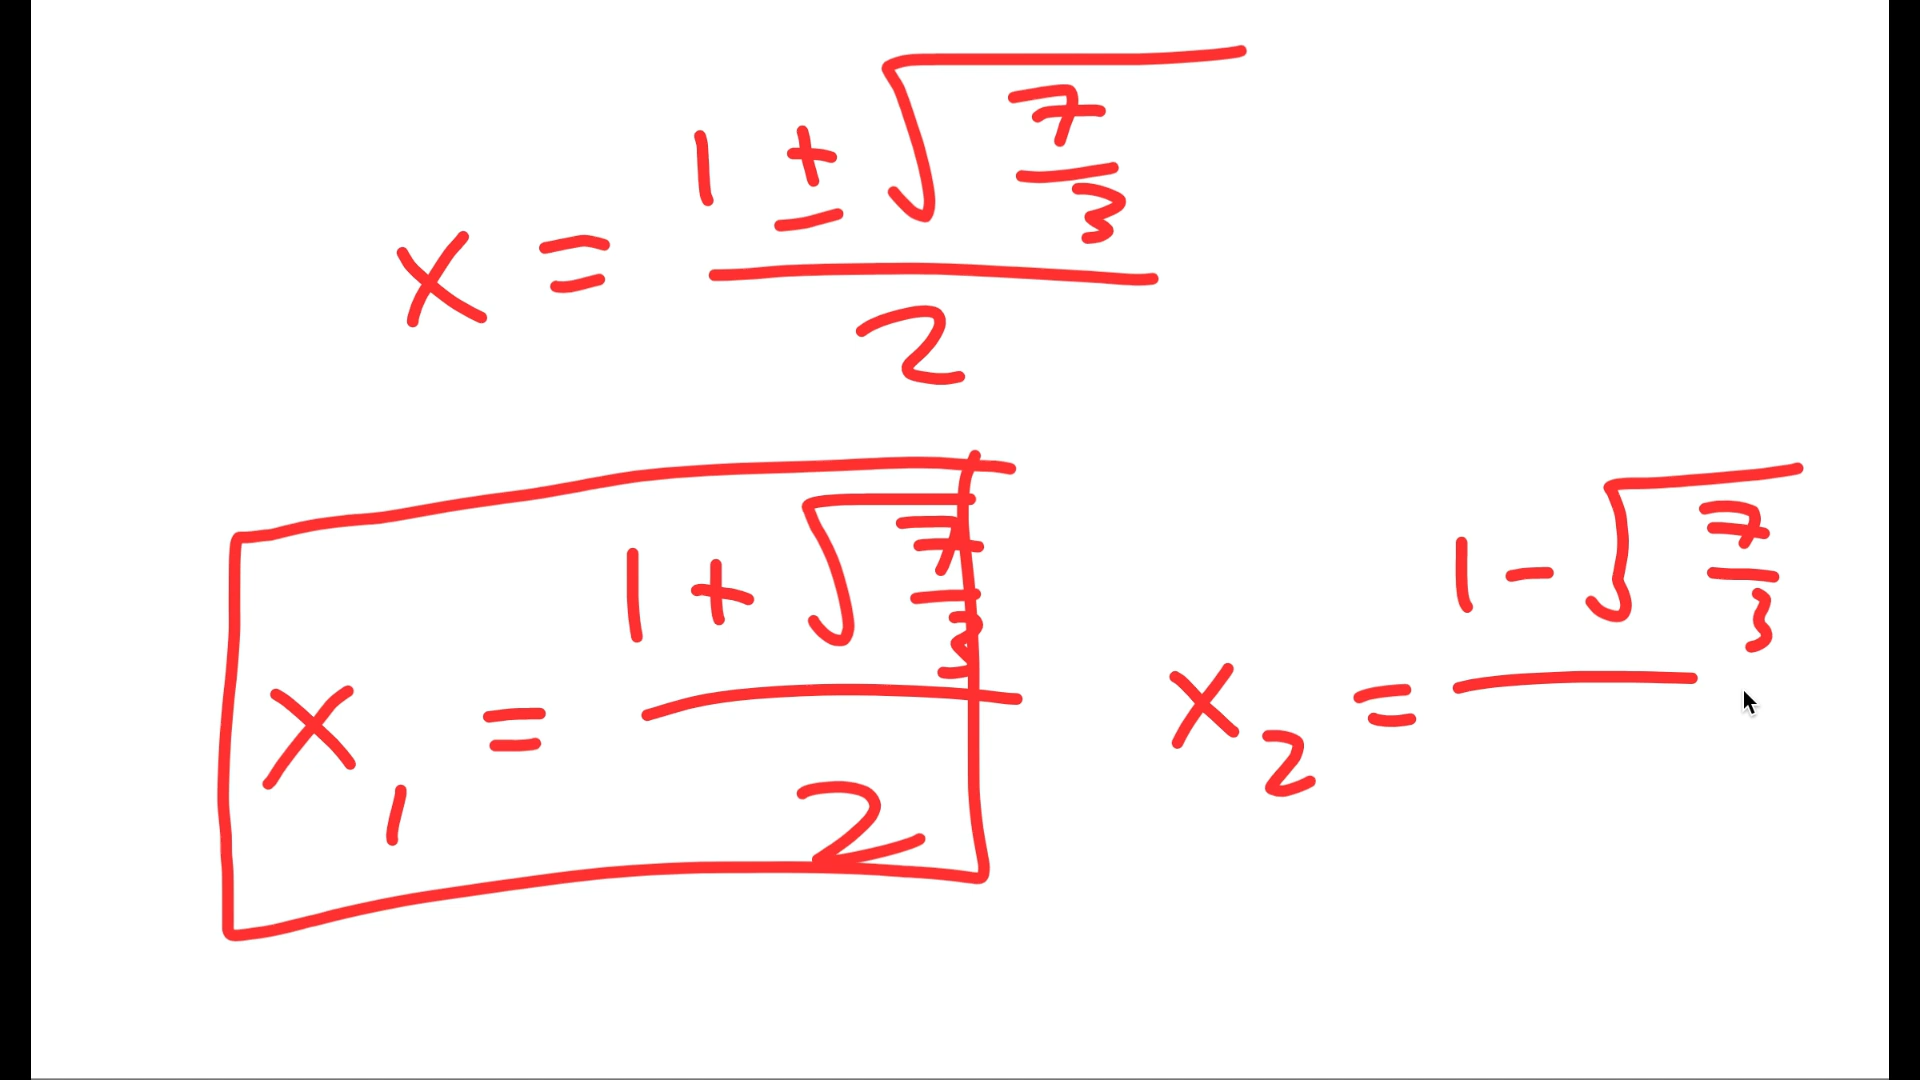 x = (1 ± √(7/3)) / 2
x₁ = (1 + √(7/3)) / 2
x₂ = (1 - √(7/3)) /